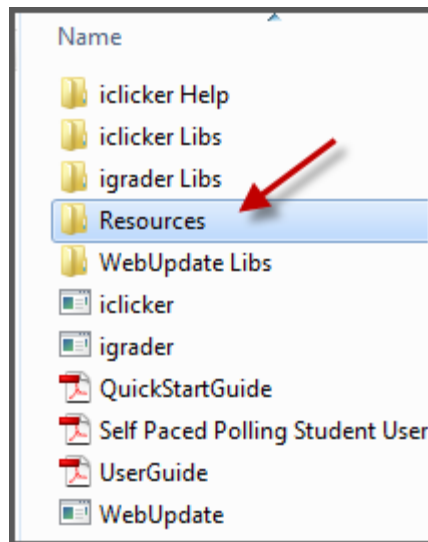 Name
iclicker Help
iclicker Libs
igrader Libs
Resources
WebUpdate Libs
iclicker
igrader
QuickStartGuide
Self Paced Polling Student User
UserGuide
WebUpdate